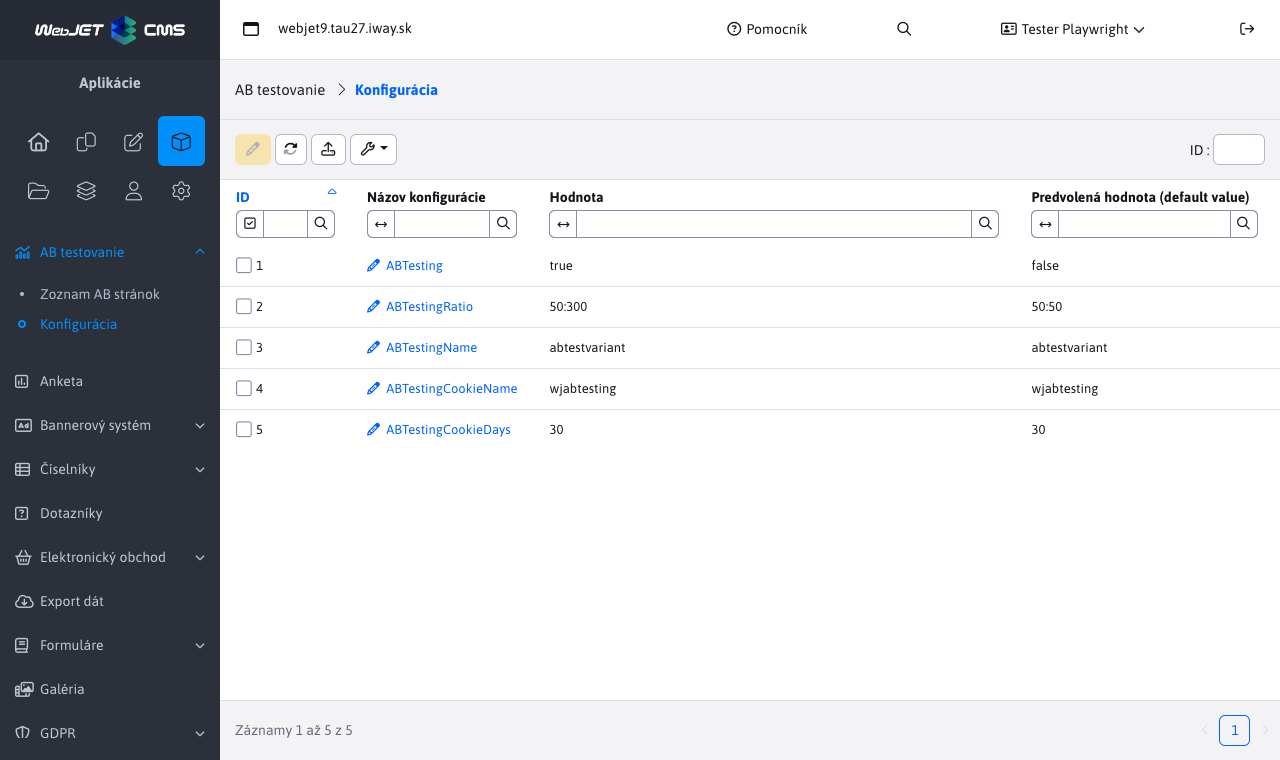 WebJET CMS
webjet9.tau27.iway.sk
Pomocník
Tester Playwright
Aplikácie
AB testovanie
Zoznam AB stránok
Konfigurácia
Anketa
Bannerový systém
Číselníky
Dotazníky
Elektronický obchod
Export dát
Formuláre
Galéria
GDPR
AB testovanie Konfigurácia
ID :
ID Názov konfigurácie Hodnota Predvolená hodnota (default value)
1 ABTesting true false
2 ABTestingRatio 50:300 50:50
3 ABTestingName abtestvariant abtestvariant
4 ABTestingCookieName wjabtesting wjabtesting
5 ABTestingCookieDays 30 30
Záznamy 1 až 5 z 5
1